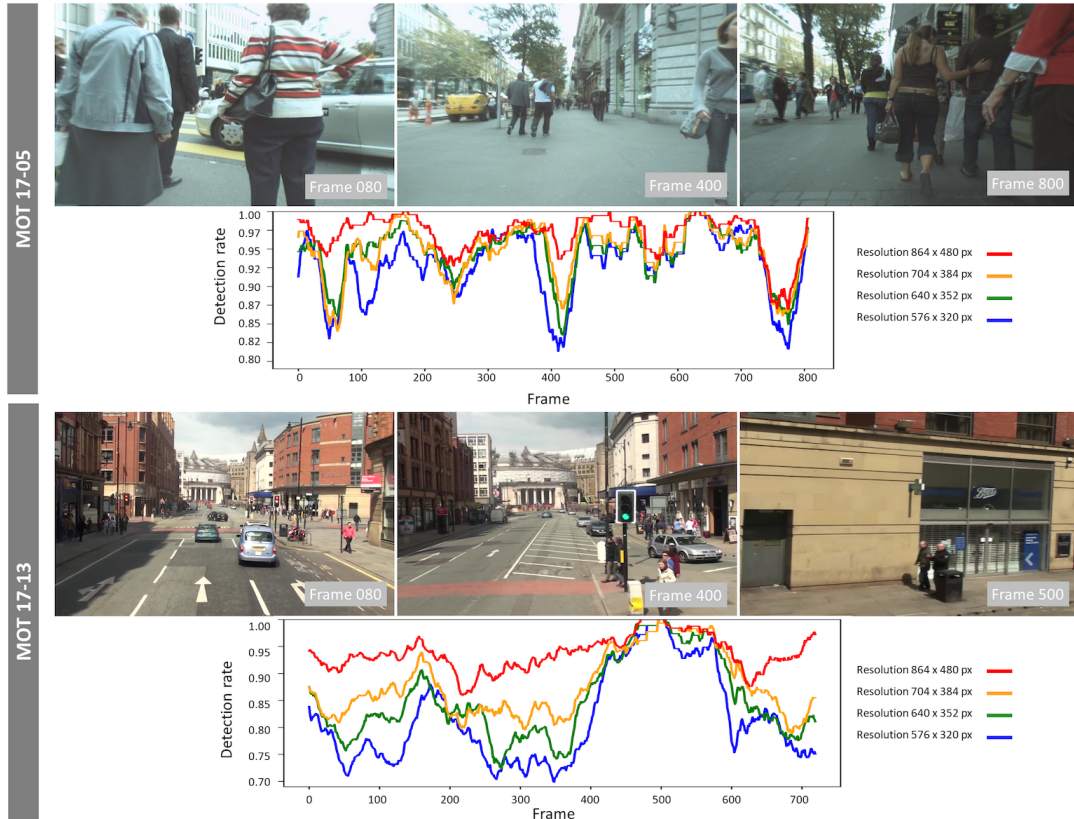 MOT 17-05
Frame 080
Frame 400
Frame 800
Detection rate
1.00
0.97
0.95
0.92
0.90
0.87
0.85
0.82
0.80
0 100 200 300 400 500 600 700 800
Frame
Resolution 864 x 480 px
Resolution 704 x 384 px
Resolution 640 x 352 px
Resolution 576 x 320 px
MOT 17-13
Frame 080
Frame 400
Boots
Frame 500
Detection rate
1.00
0.95
0.90
0.85
0.80
0.75
0.70
0 100 200 300 400 500 600 700
Frame
Resolution 864 x 480 px
Resolution 704 x 384 px
Resolution 640 x 352 px
Resolution 576 x 320 px